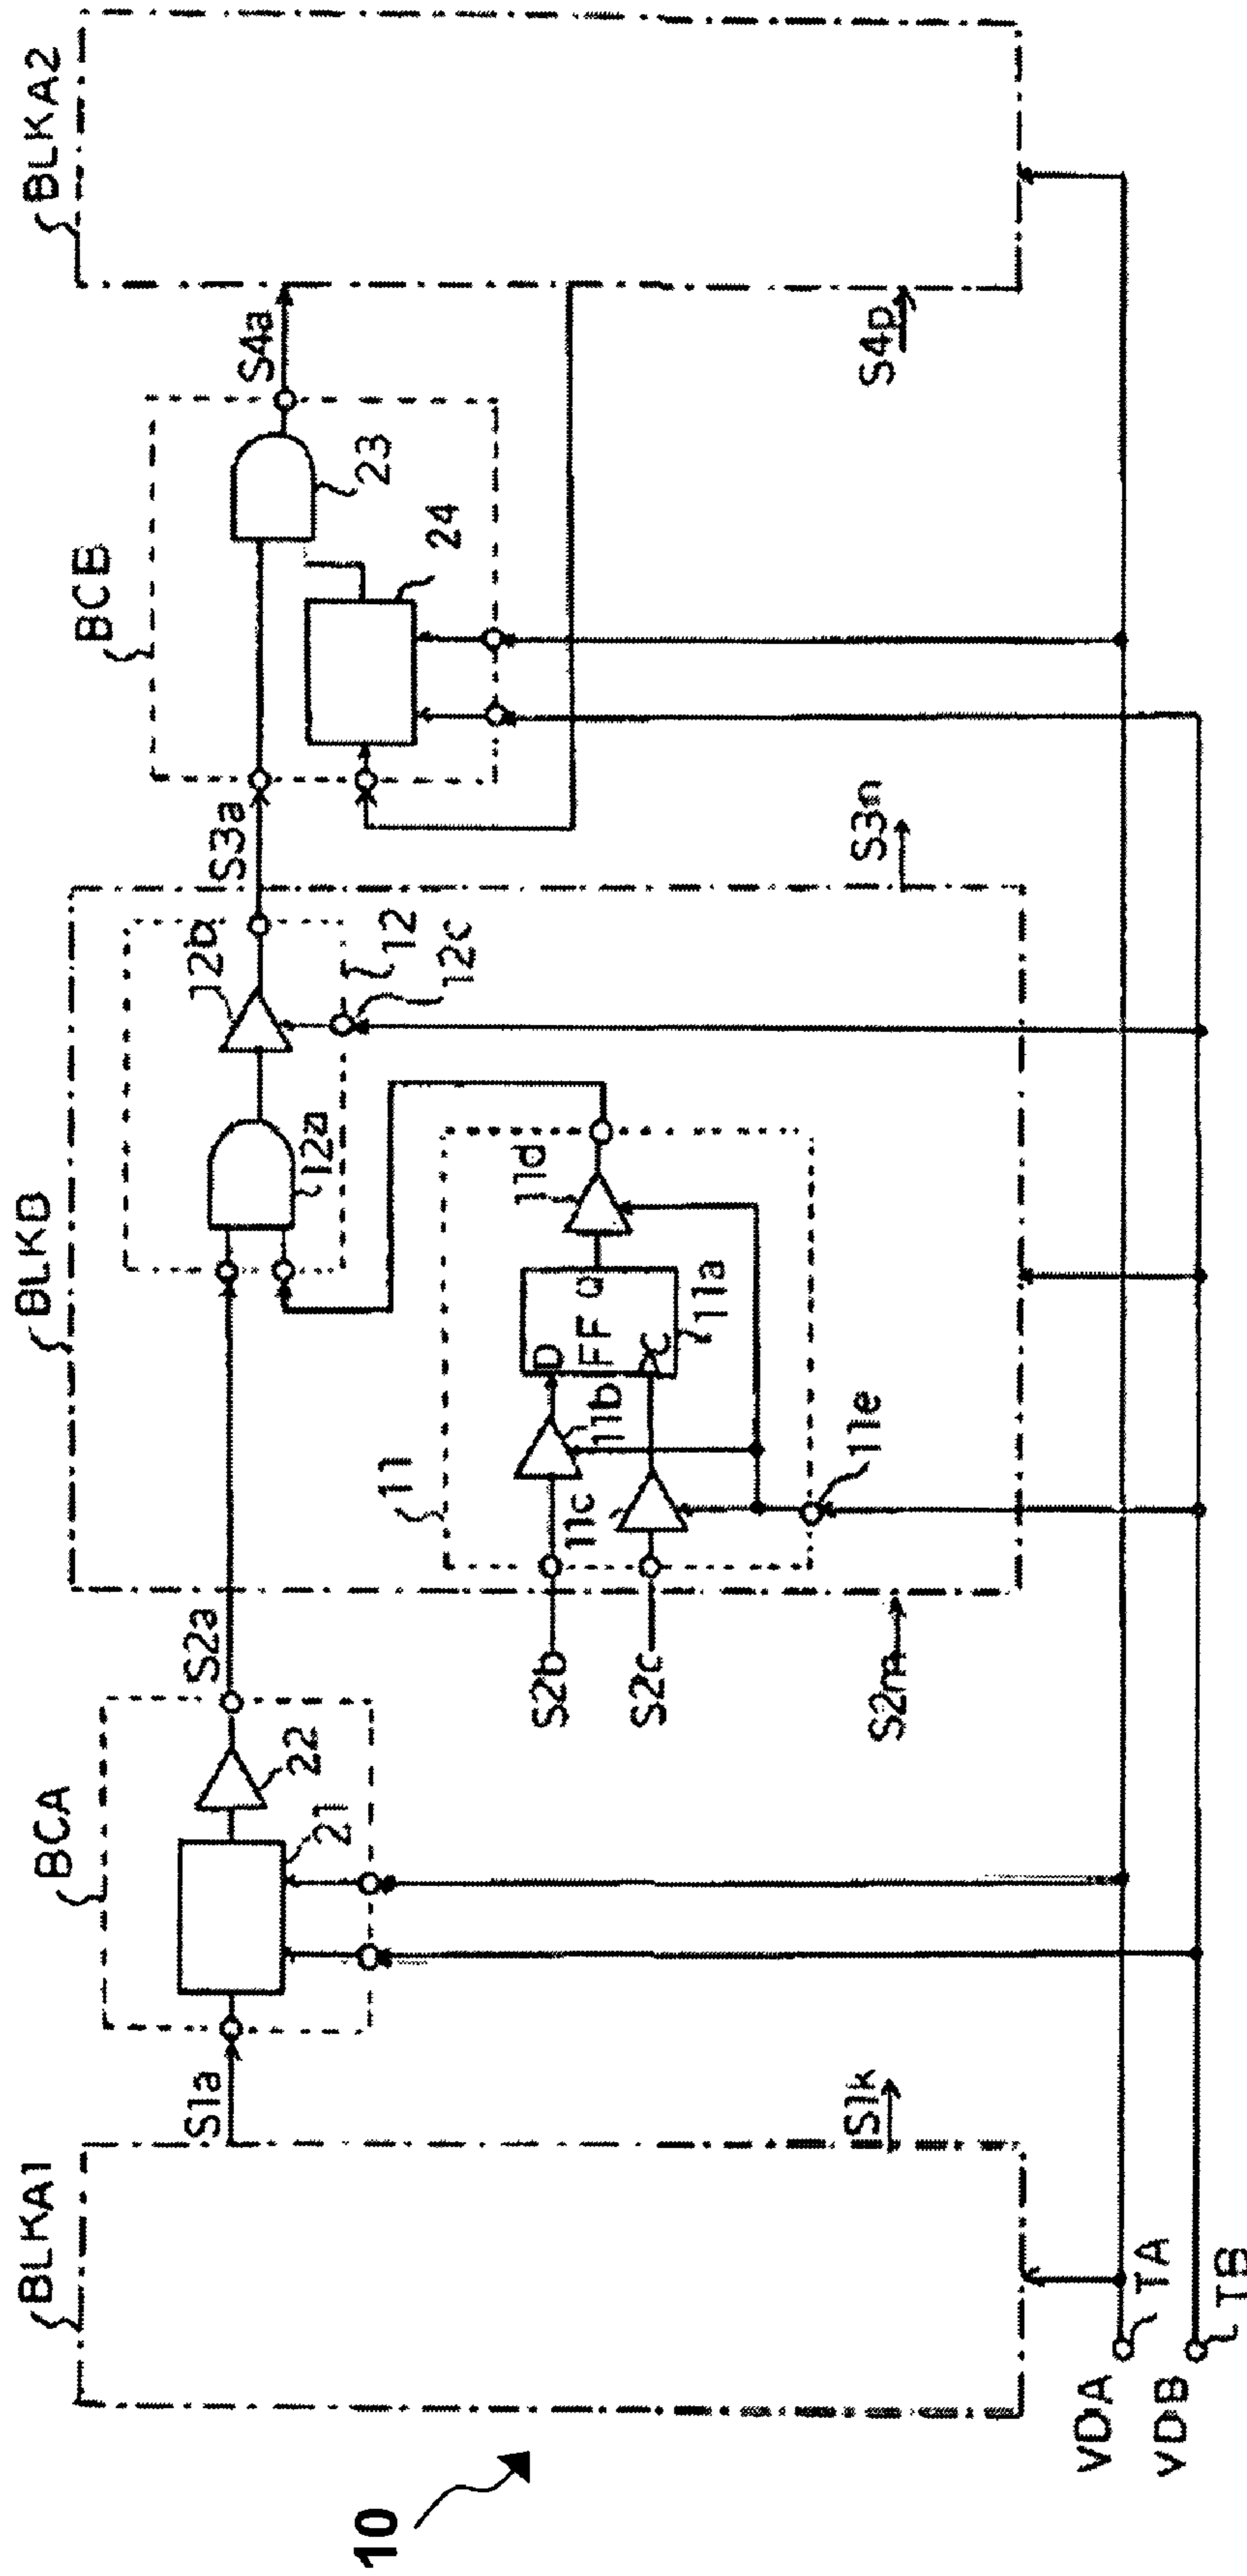 10
BLKA1
BCA
BLKB
BCB
BLKA2
S1a
21
22
S2a
12a
12b
12
12c
S3a
23
24
S4a
11
S2b
S2c
11c
11b
D
FF
Q
C
11a
11d
11e
S1k
S2m
S3n
S4p
VDA
TA
VDB
TB